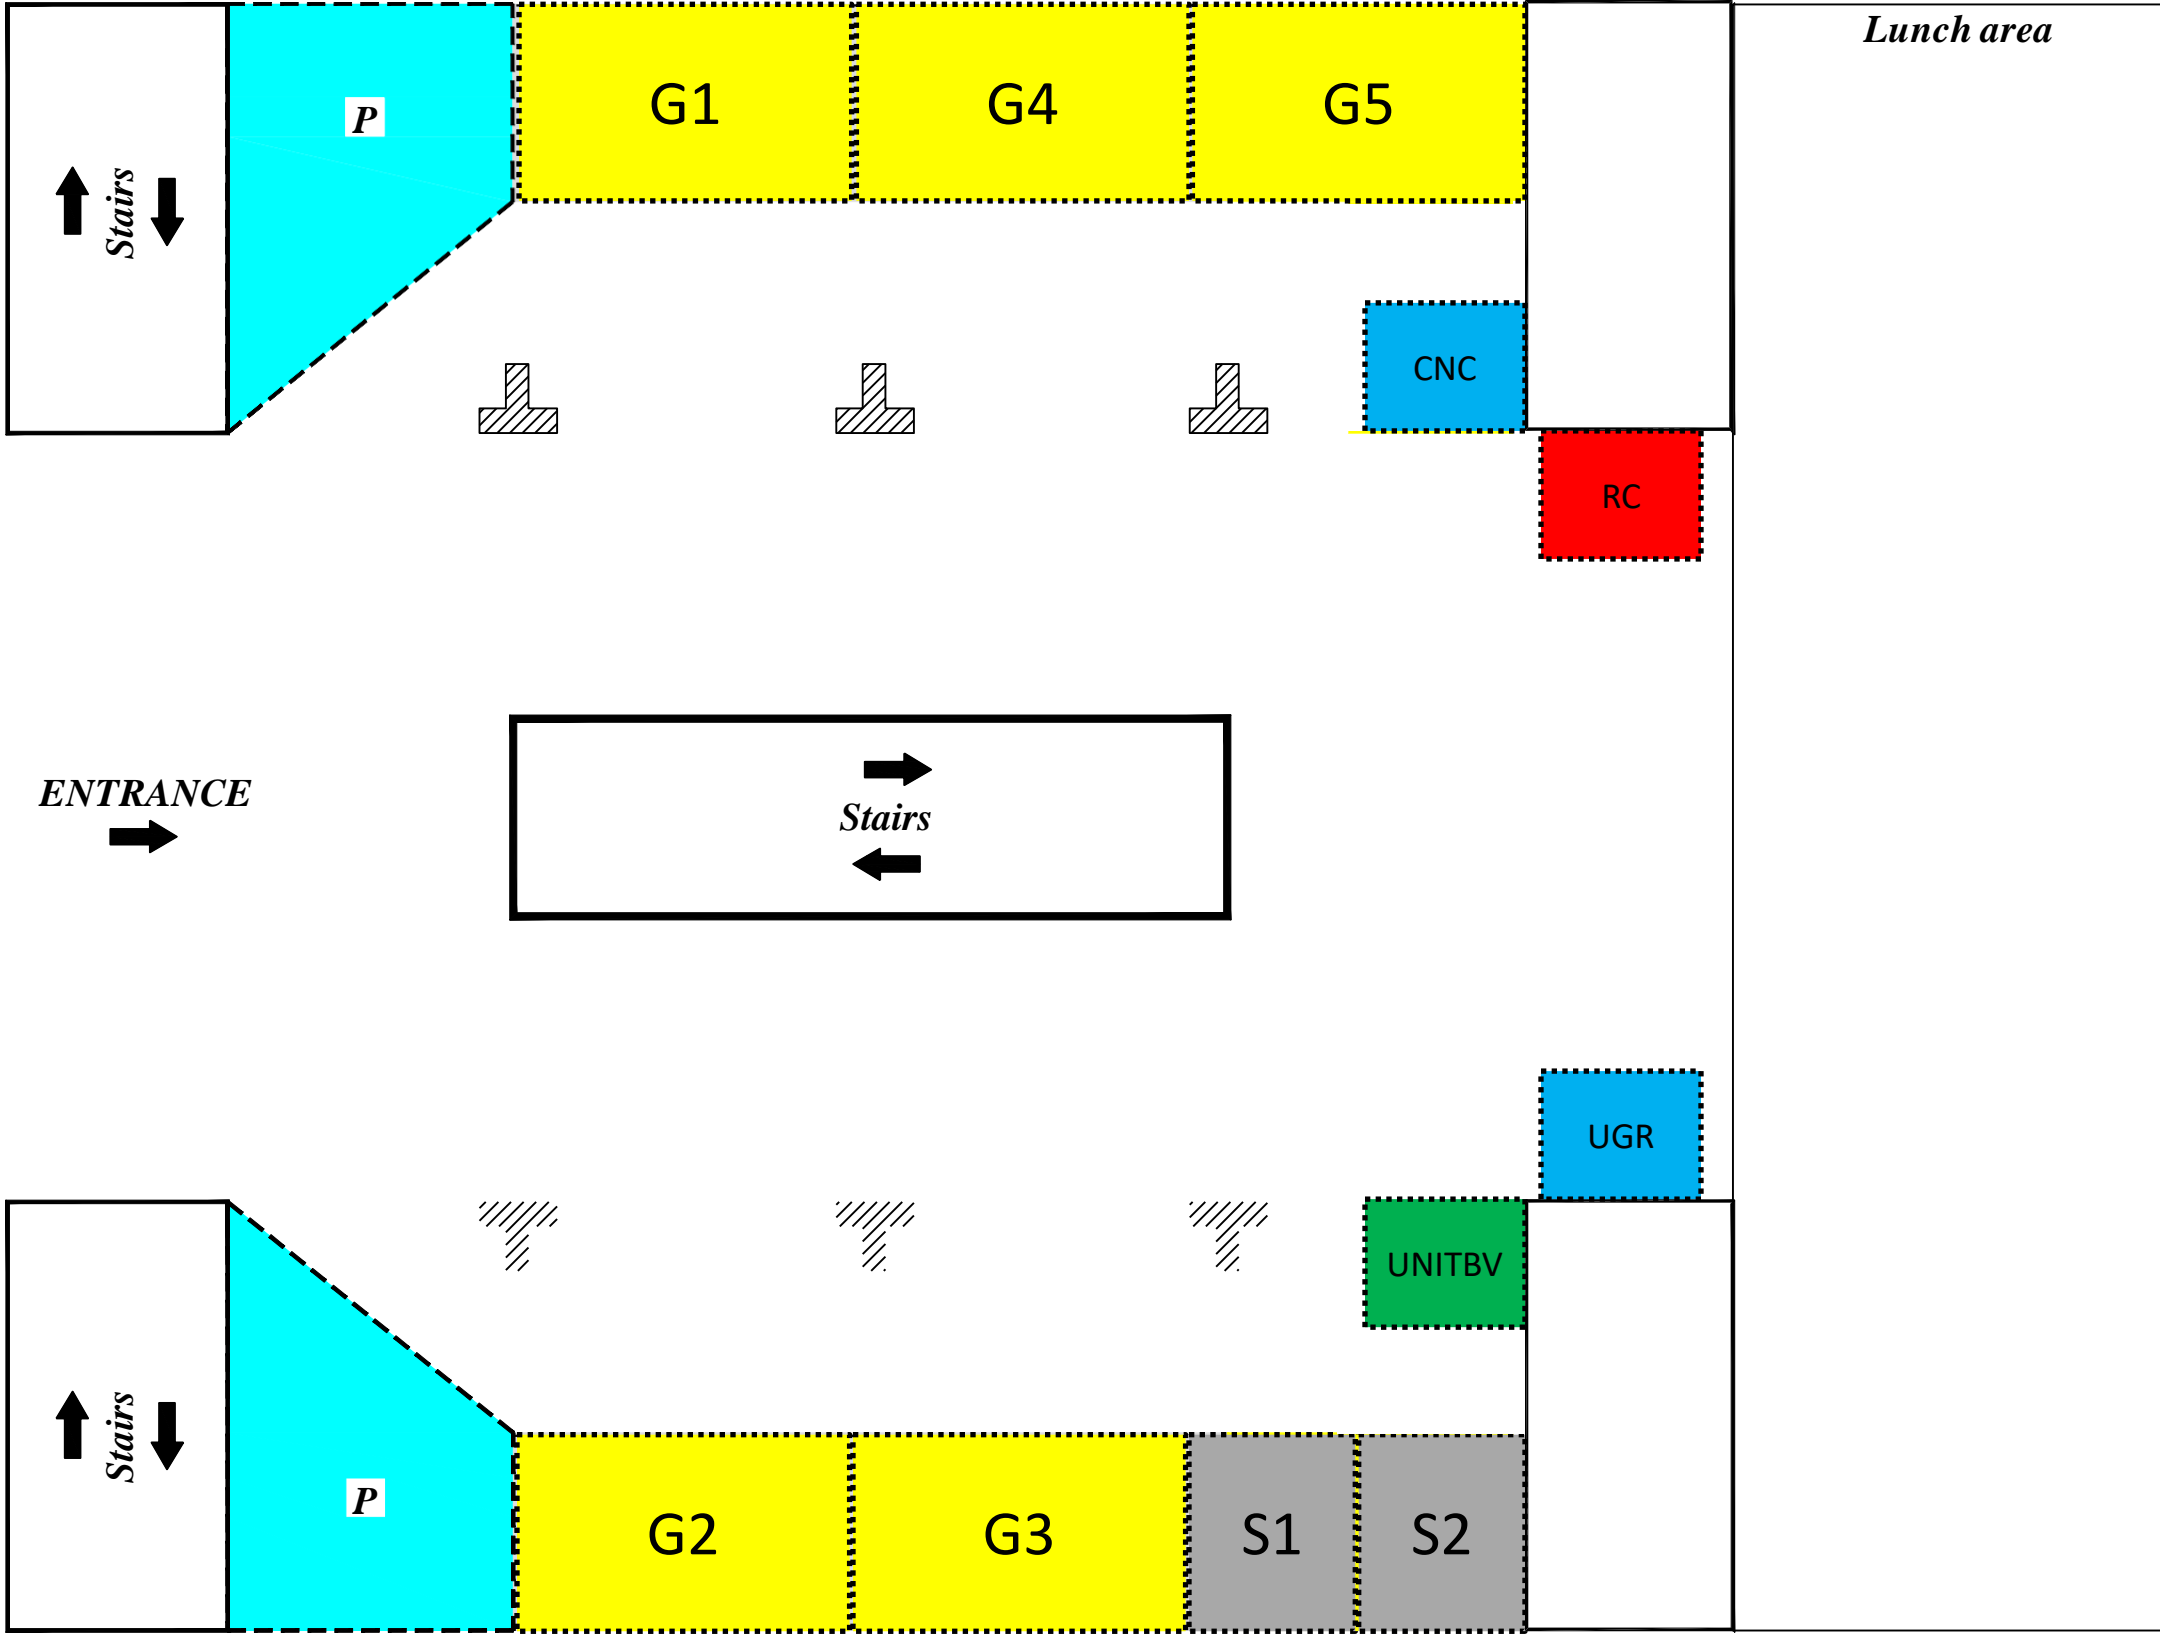 Lunch area
P
G1
G4
G5
Stairs
CNC
RC
ENTRANCE
Stairs
UGR
UNITBV
Stairs
P
G2
G3
S1
S2